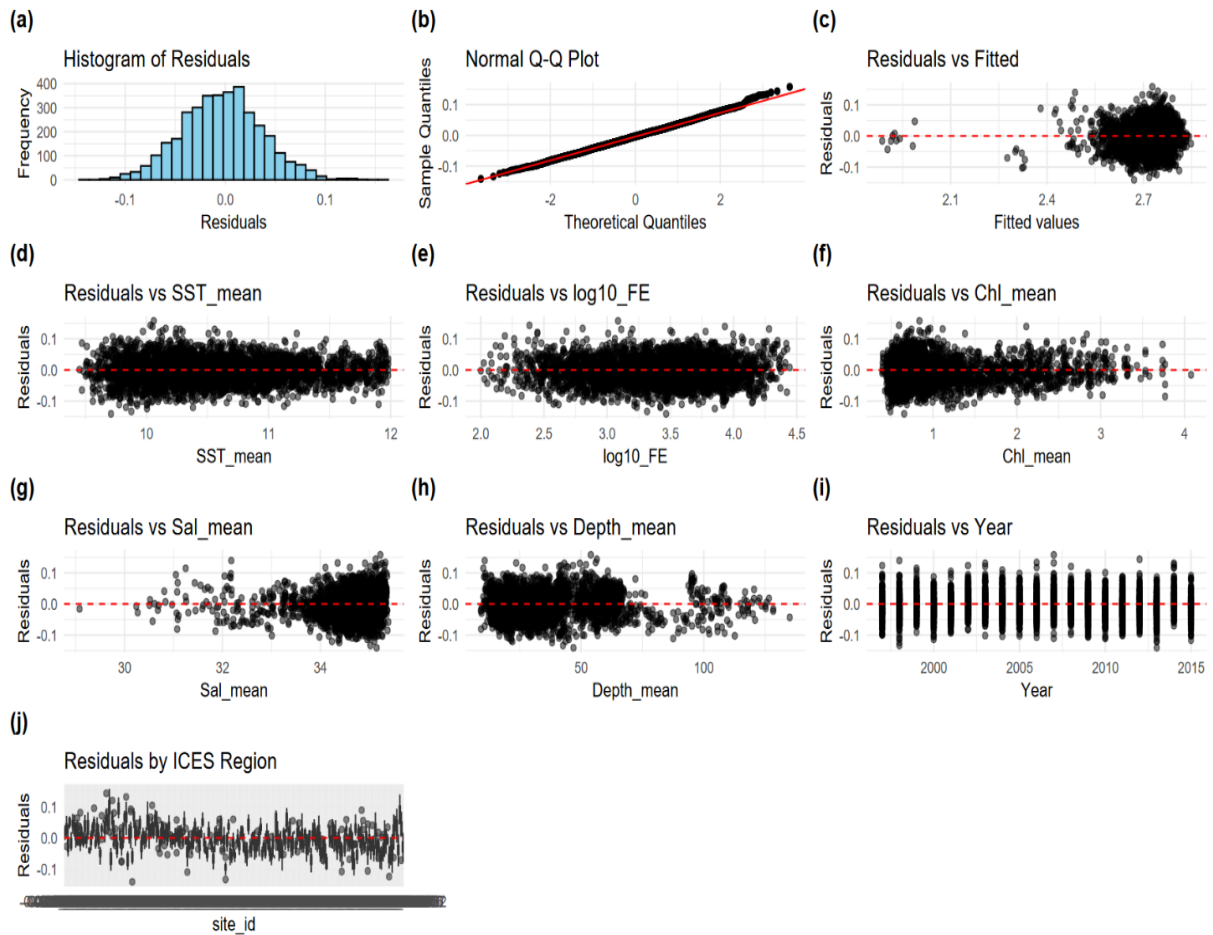 (a)
Histogram of Residuals
Frequency
400
300
200
100
0
-0.1 0.0 0.1
Residuals
(b)
Normal Q-Q Plot
Sample Quantiles
0.1
0.0
-0.1
-2 0 2
Theoretical Quantiles
(c)
Residuals vs Fitted
Residuals
0.1
0.0
-0.1
2.1 2.4 2.7
Fitted values
(d)
Residuals vs SST_mean
Residuals
0.1
0.0
-0.1
10 11 12
SST_mean
(e)
Residuals vs log10_FE
Residuals
0.1
0.0
-0.1
2.0 2.5 3.0 3.5 4.0 4.5
log10_FE
(f)
Residuals vs Chl_mean
Residuals
0.1
0.0
-0.1
1 2 3 4
Chl_mean
(g)
Residuals vs Sal_mean
Residuals
0.1
0.0
-0.1
30 32 34
Sal_mean
(h)
Residuals vs Depth_mean
Residuals
0.1
0.0
-0.1
50 100
Depth_mean
(i)
Residuals vs Year
Residuals
0.1
0.0
-0.1
2000 2005 2010 2015
Year
(j)
Residuals by ICES Region
Residuals
0.1
0.0
-0.1
site_id